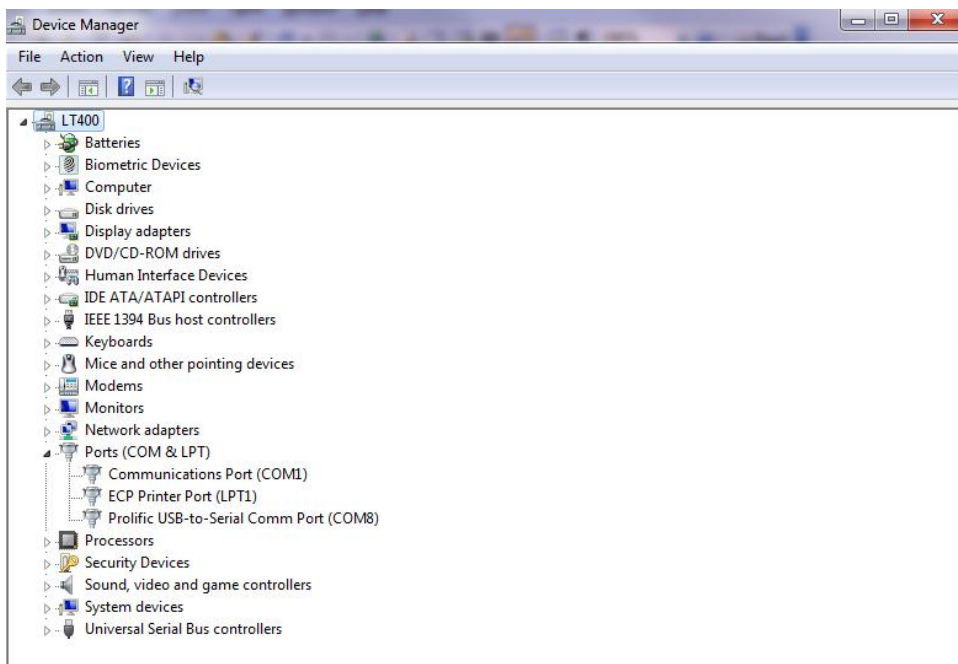 Device Manager
File Action View Help
LT400
Batteries
Biometric Devices
Computer
Disk drives
Display adapters
DVD/CD-ROM drives
Human Interface Devices
IDE ATA/ATAPI controllers
IEEE 1394 Bus host controllers
Keyboards
Mice and other pointing devices
Modems
Monitors
Network adapters
Ports (COM & LPT)
Communications Port (COM1)
ECP Printer Port (LPT1)
Prolific USB-to-Serial Comm Port (COM8)
Processors
Security Devices
Sound, video and game controllers
System devices
Universal Serial Bus controllers